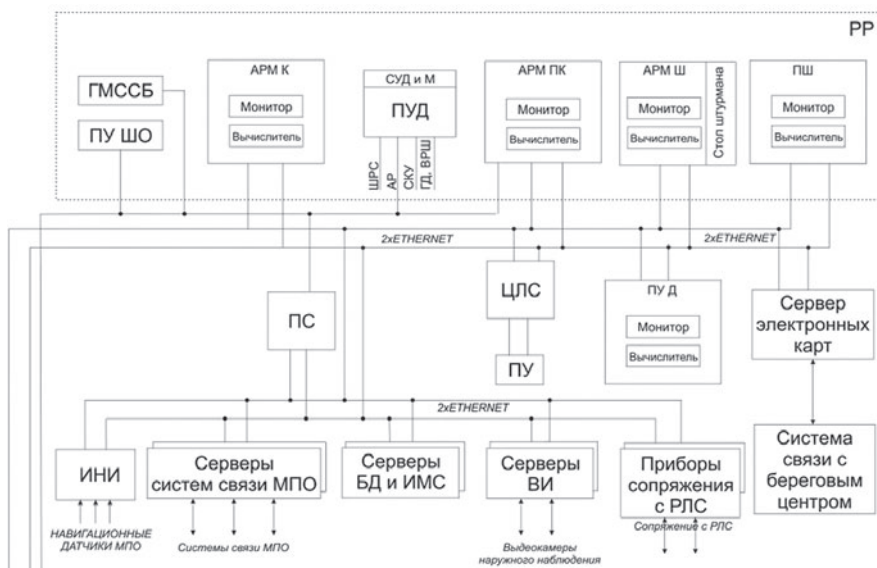 РР
ГМССБ
ПУ ШО
АРМ К
Монитор
Вычислитель
СУД и М
ПУД
ШРС
АР
СКУ
ГД, ВРШ
АРМ ПК
Монитор
Вычислитель
АРМ Ш
Монитор
Вычислитель
Стол штурмана
ПШ
Монитор
Вычислитель
2xETHERNET
2xETHERNET
ПС
ЦЛС
ПУ
ПУ Д
Монитор
Вычислитель
Сервер
электронных
карт
2xETHERNET
ИНИ
Серверы
систем связи МПО
Серверы
БД и ИМС
Серверы
ВИ
Приборы
сопряжения
с РЛС
Система
связи с
береговым
центром
НАВИГАЦИОННЫЕ
ДАТЧИКИ МПО
Системы связи МПО
Выдеокамеры
наружного наблюдения
Сопряжение с РЛС